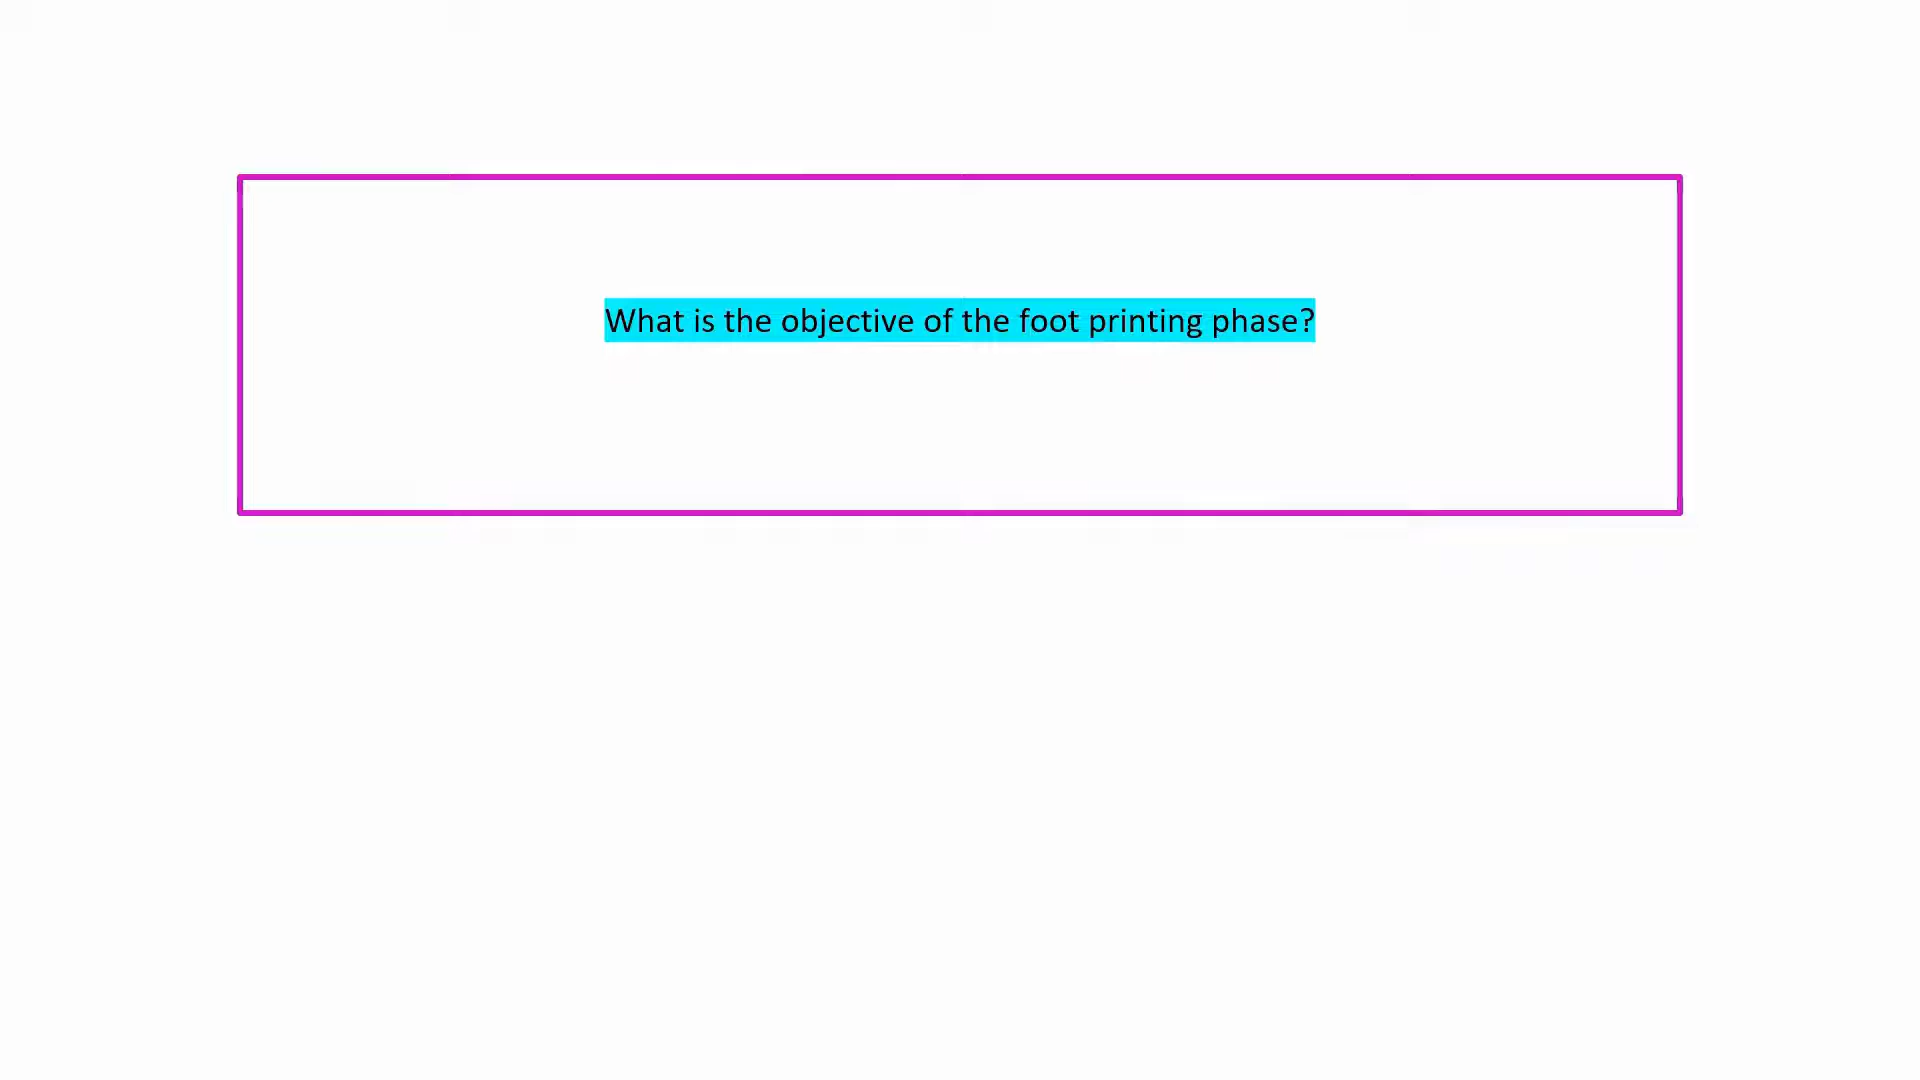 What is the objective of the foot printing phase?